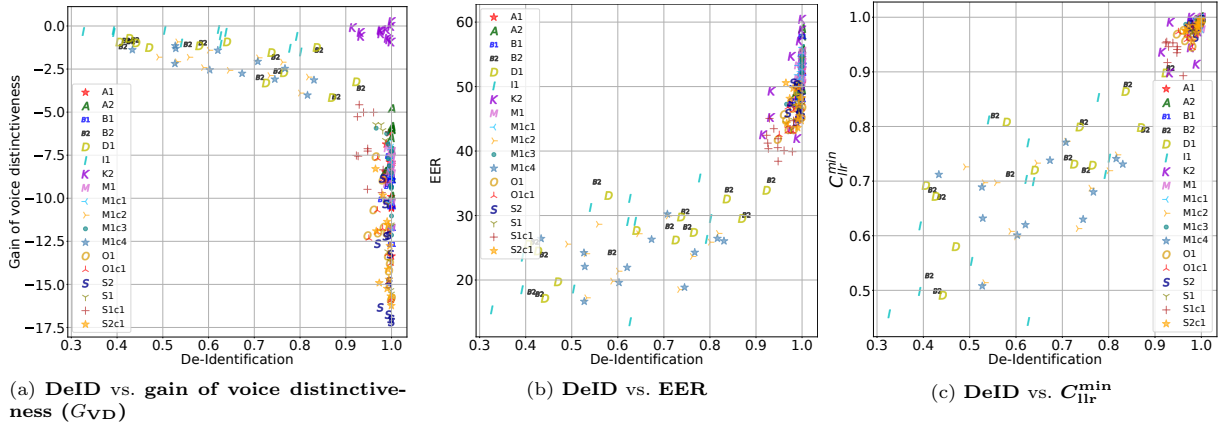 0.0
−2.5
−5.0
−7.5
−10.0
−12.5
−15.0
−17.5
Gain of voice distinctiveness
A1
A2
B1
B2
D1
I1
K2
M1
M1c1
M1c2
M1c3
M1c4
O1
O1c1
S2
S1
S1c1
S2c1
0.3 0.4 0.5 0.6 0.7 0.8 0.9 1.0
De-Identification
(a) DeID vs. gain of voice distinctive-
ness (G_VD)
60
50
40
30
20
EER
A1
A2
B1
B2
D1
I1
K2
M1
M1c1
M1c2
M1c3
M1c4
O1
O1c1
S2
S1
S1c1
S2c1
0.3 0.4 0.5 0.6 0.7 0.8 0.9 1.0
De-Identification
(b) DeID vs. EER
1.0
0.9
0.8
0.7
0.6
0.5
C_llr^min
A1
A2
B1
B2
D1
I1
K2
M1
M1c1
M1c2
M1c3
M1c4
O1
O1c1
S2
S1
S1c1
S2c1
0.3 0.4 0.5 0.6 0.7 0.8 0.9 1.0
De-Identification
(c) DeID vs. C_llr^min